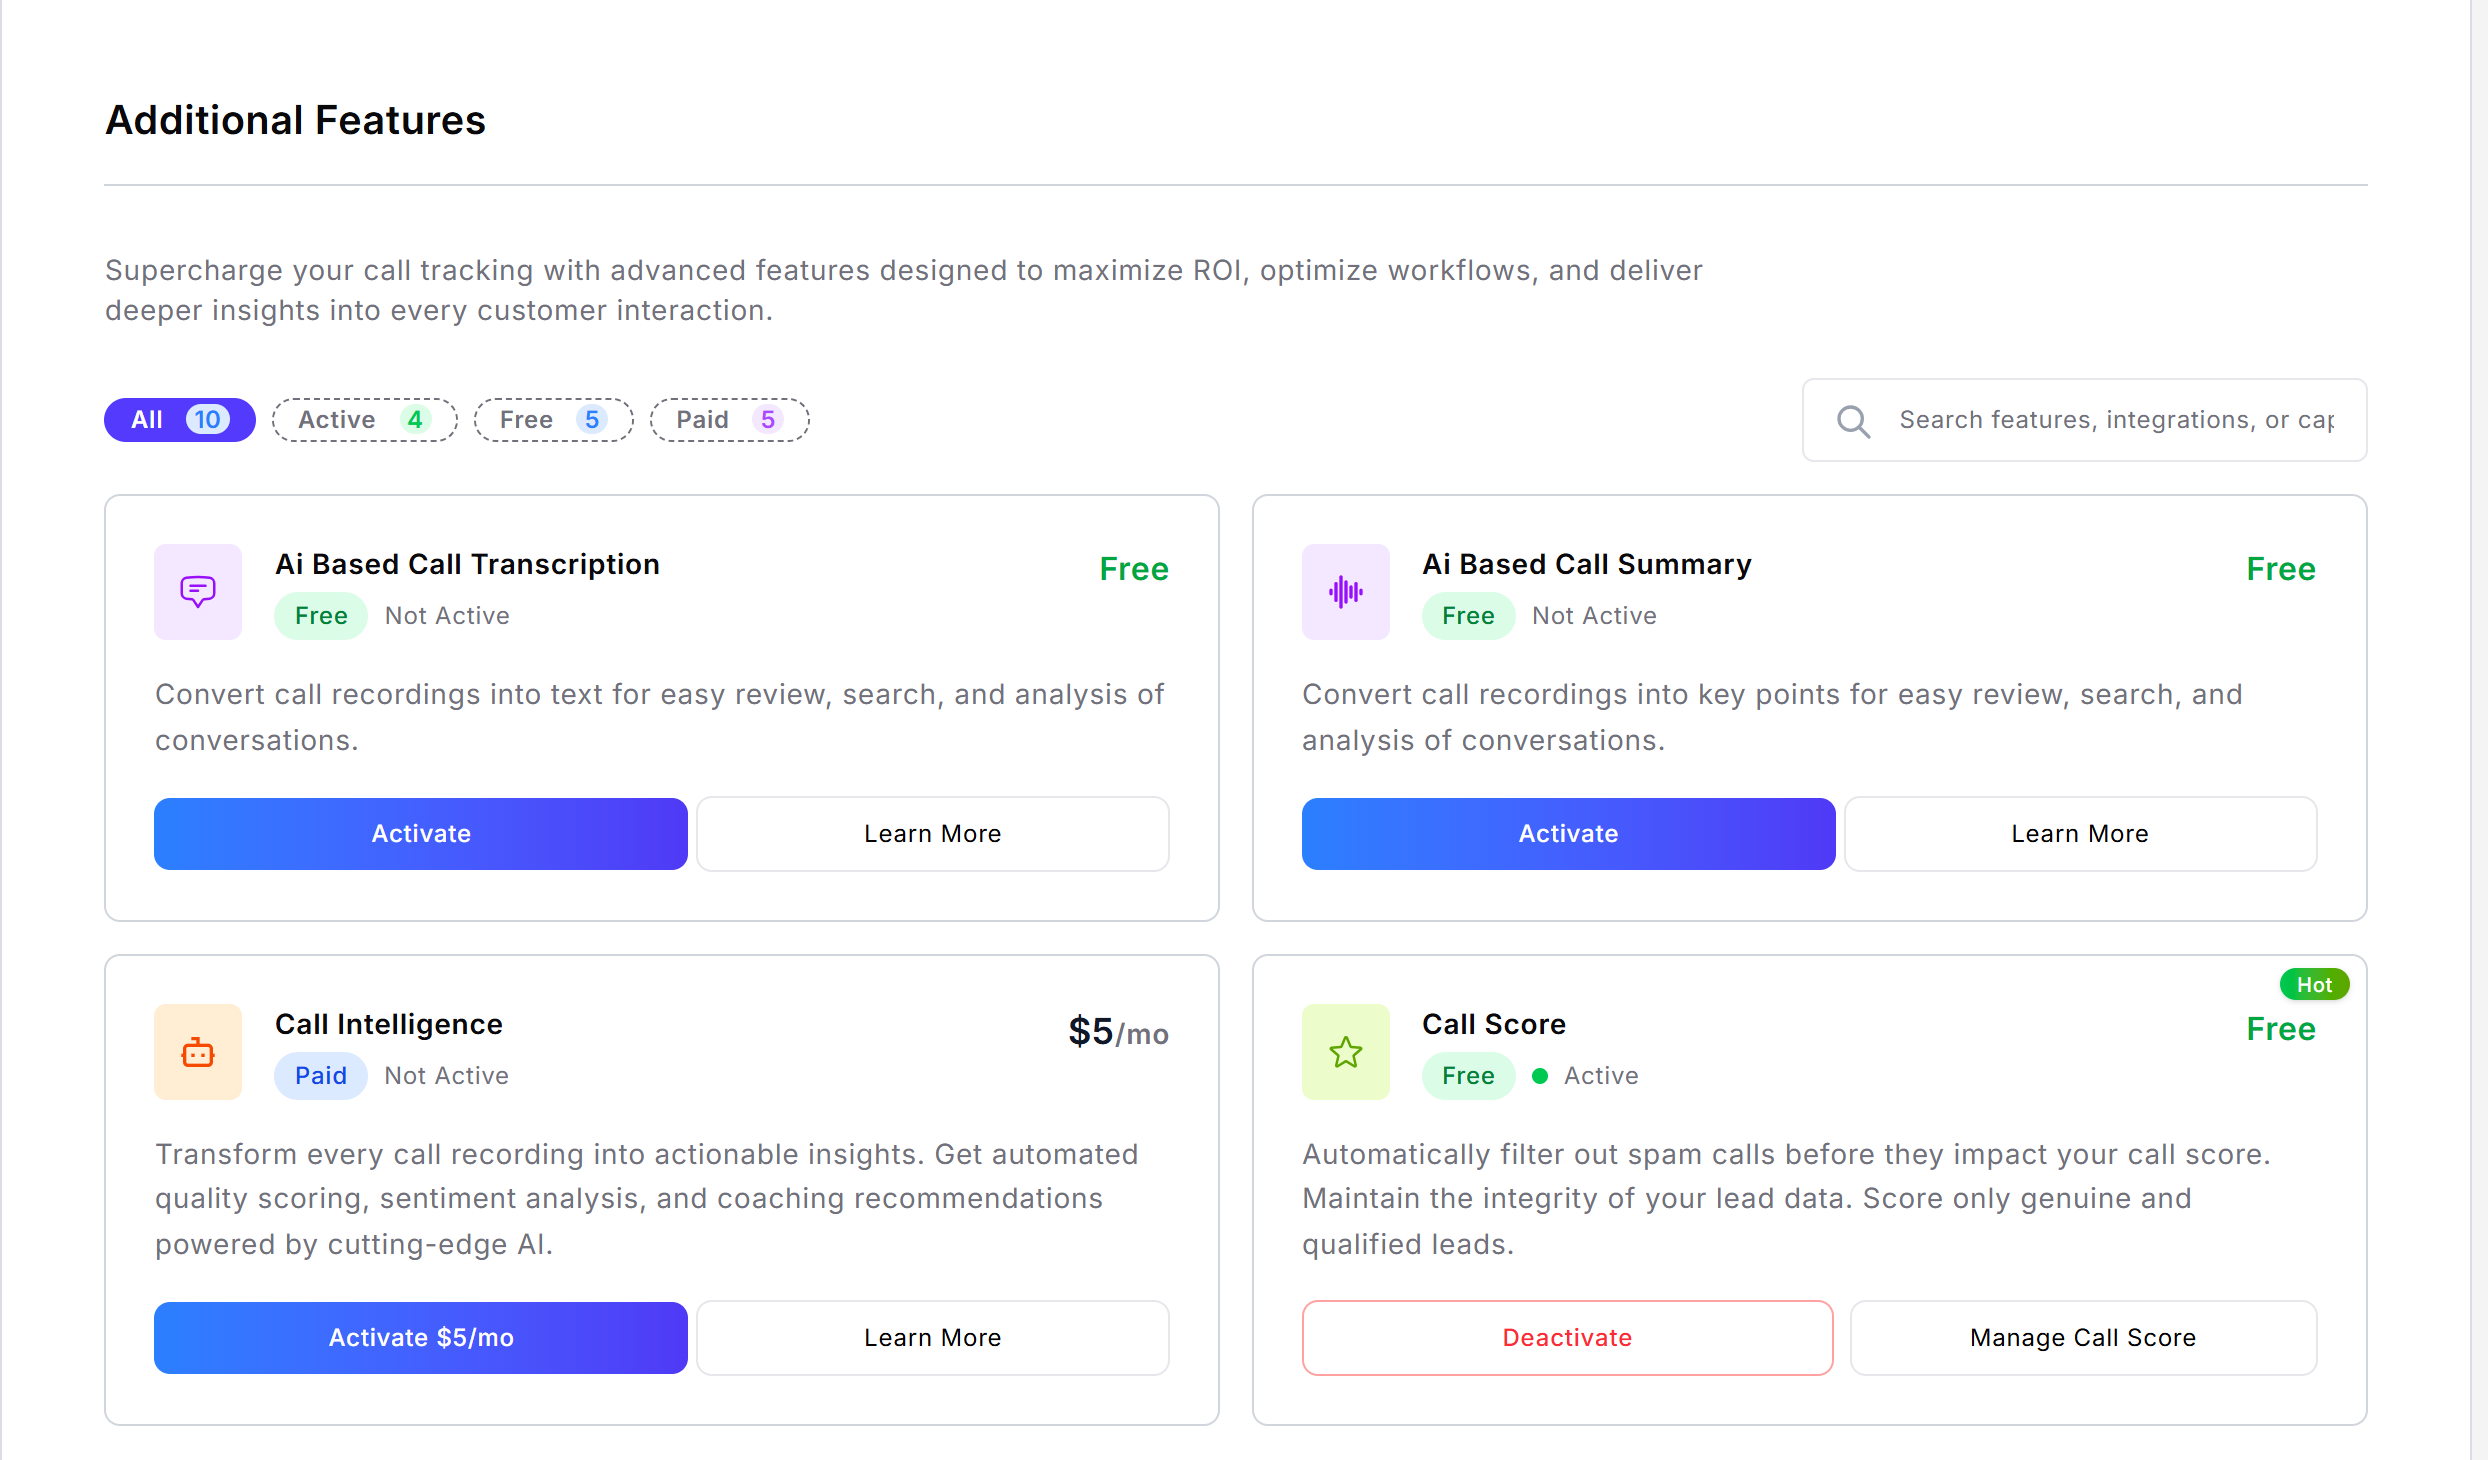 Additional Features
Supercharge your call tracking with advanced features designed to maximize ROI, optimize workflows, and deliver
deeper insights into every customer interaction.
All 10 Active 4 Free 5 Paid 5
Search features, integrations, or cap
Ai Based Call Transcription
Free
Free Not Active
Convert call recordings into text for easy review, search, and analysis of
conversations.
Activate Learn More
Ai Based Call Summary
Free
Free Not Active
Convert call recordings into key points for easy review, search, and
analysis of conversations.
Activate Learn More
Call Intelligence
$5/mo
Paid Not Active
Transform every call recording into actionable insights. Get automated
quality scoring, sentiment analysis, and coaching recommendations
powered by cutting-edge AI.
Activate $5/mo Learn More
Hot
Call Score
Free
Free Active
Automatically filter out spam calls before they impact your call score.
Maintain the integrity of your lead data. Score only genuine and
qualified leads.
Deactivate Manage Call Score